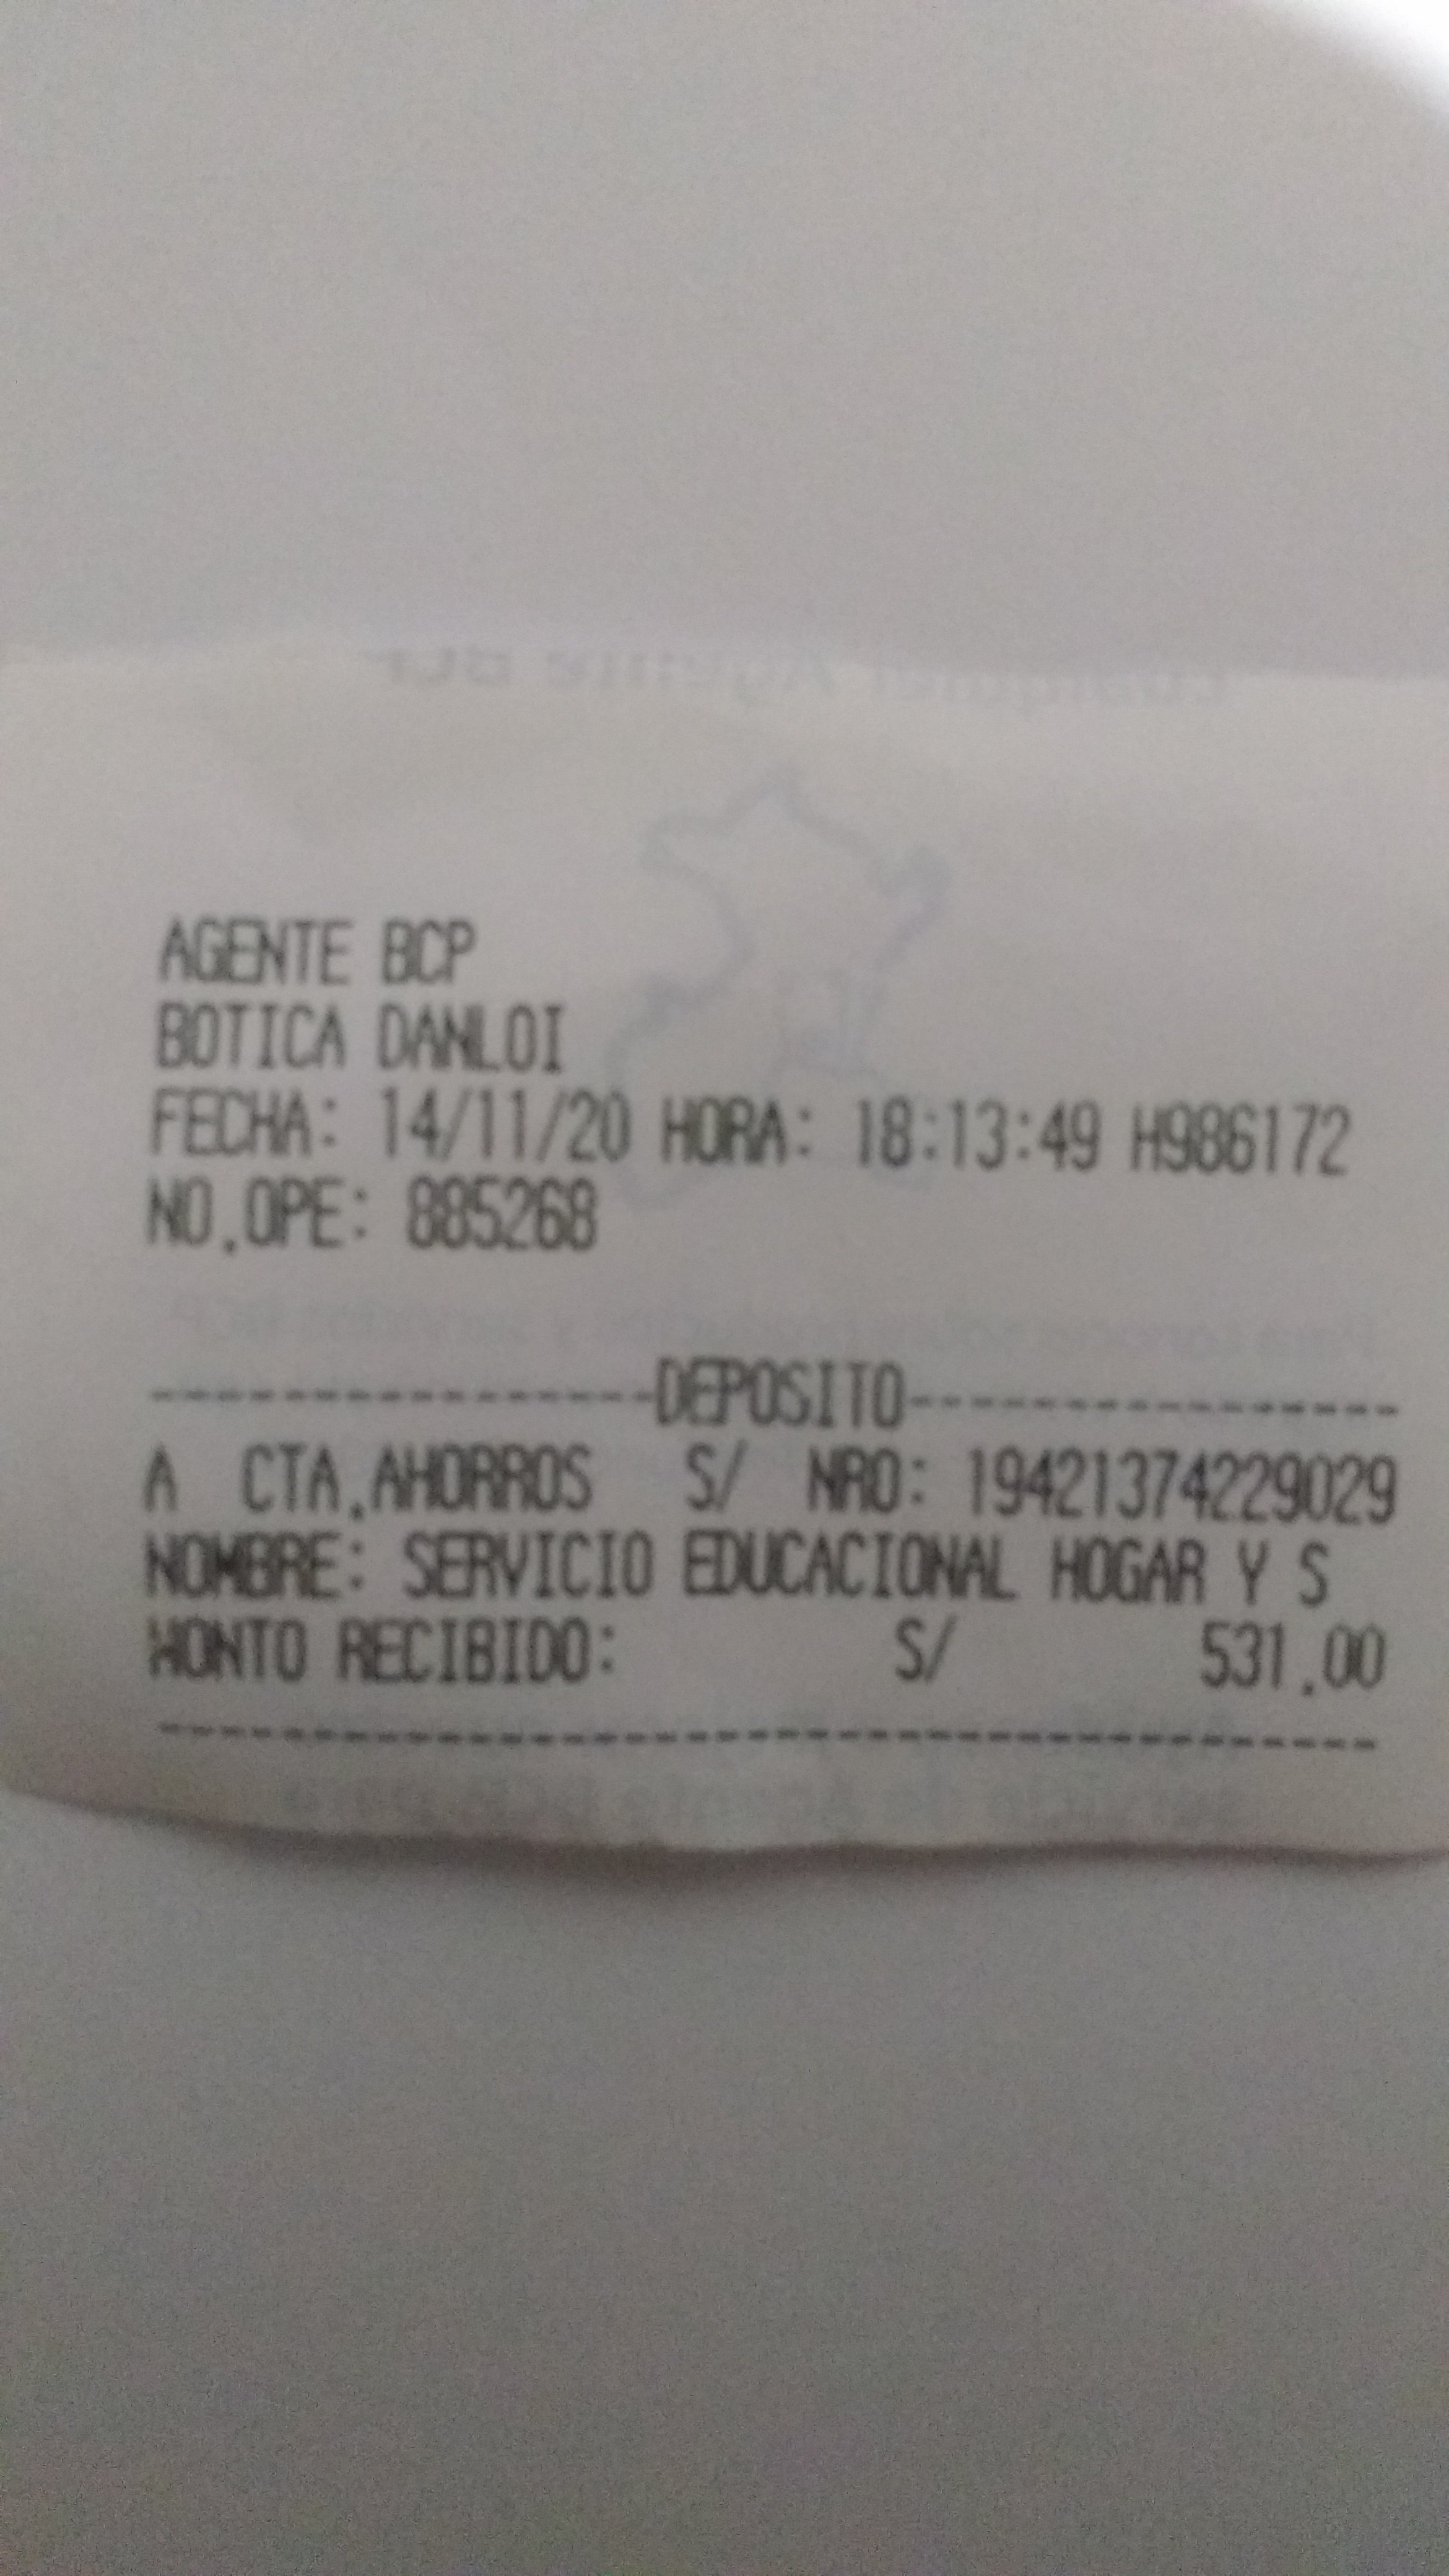 AGENTE BCP
BOTICA DANLOI
FECHA: 14/11/20 HORA: 18:13:49 H986172
NO.OPE: 885268
----------------DEPOSITO----------------
A CTA.AHORROS S/ NRO: 19421374229029
NOMBRE: SERVICIO EDUCACIONAL HOGAR Y S
MONTO RECIBIDO: S/ 531.00